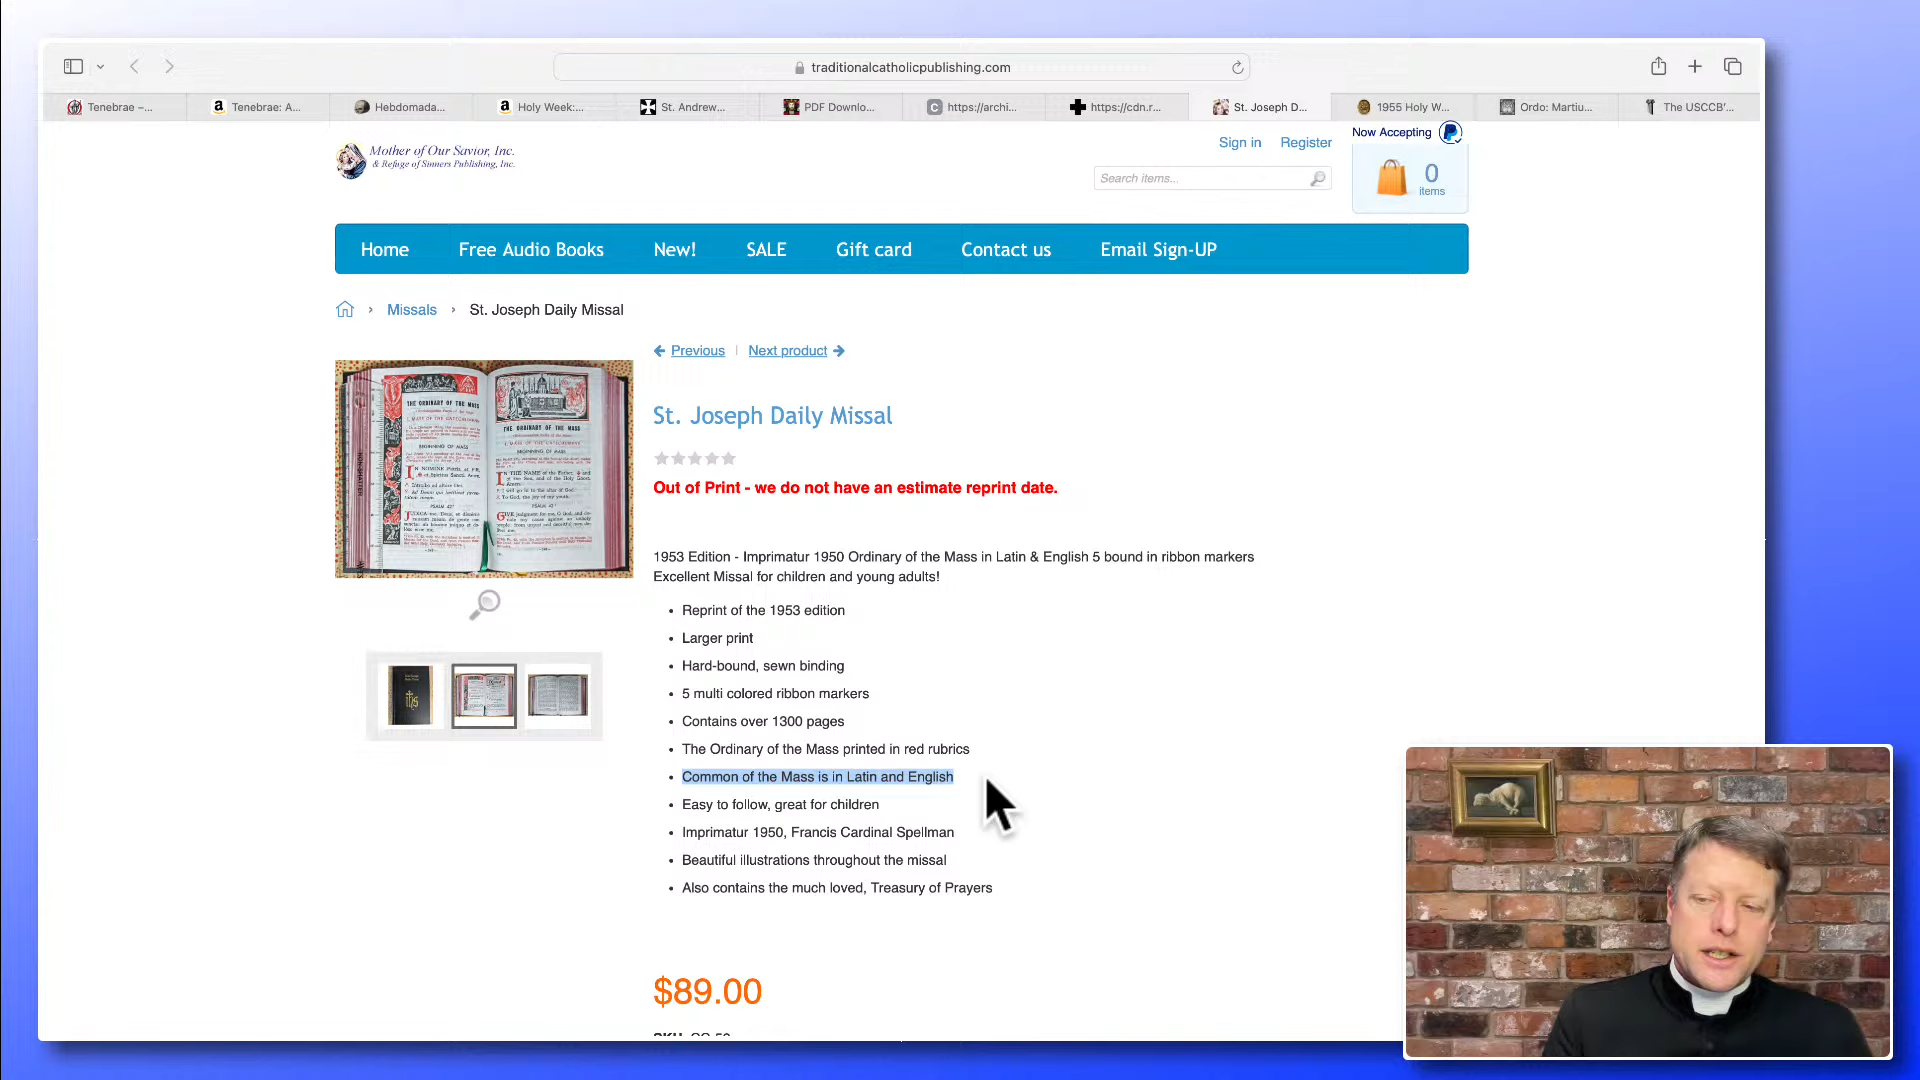 traditionalcatholicpublishing.com
Tenebrae –...
Tenebrae: A...
Hebdomada...
Holy Week:...
St. Andrew...
PDF Downlo...
https://archi...
https://cdn.r...
St. Joseph D...
1955 Holy W...
Ordo: Martiu...
The USCCB'...
Mother of Our Savior, Inc.
& Refuge of Sinners Publishing, Inc.
Sign in Register
Now Accepting
Search items...
0
items
Home Free Audio Books New! SALE Gift card Contact us Email Sign-UP
Missals › St. Joseph Daily Missal
Previous | Next product
St. Joseph Daily Missal
Out of Print - we do not have an estimate reprint date.
1953 Edition - Imprimatur 1950 Ordinary of the Mass in Latin & English 5 bound in ribbon markers
Excellent Missal for children and young adults!
• Reprint of the 1953 edition
• Larger print
• Hard-bound, sewn binding
• 5 multi colored ribbon markers
• Contains over 1300 pages
• The Ordinary of the Mass printed in red rubrics
• Common of the Mass is in Latin and English
• Easy to follow, great for children
• Imprimatur 1950, Francis Cardinal Spellman
• Beautiful illustrations throughout the missal
• Also contains the much loved, Treasury of Prayers
$89.00
THE ORDINARY OF THE MASS
BEGINNING OF MASS
THE ORDINARY OF THE MASS
BEGINNING OF MASS